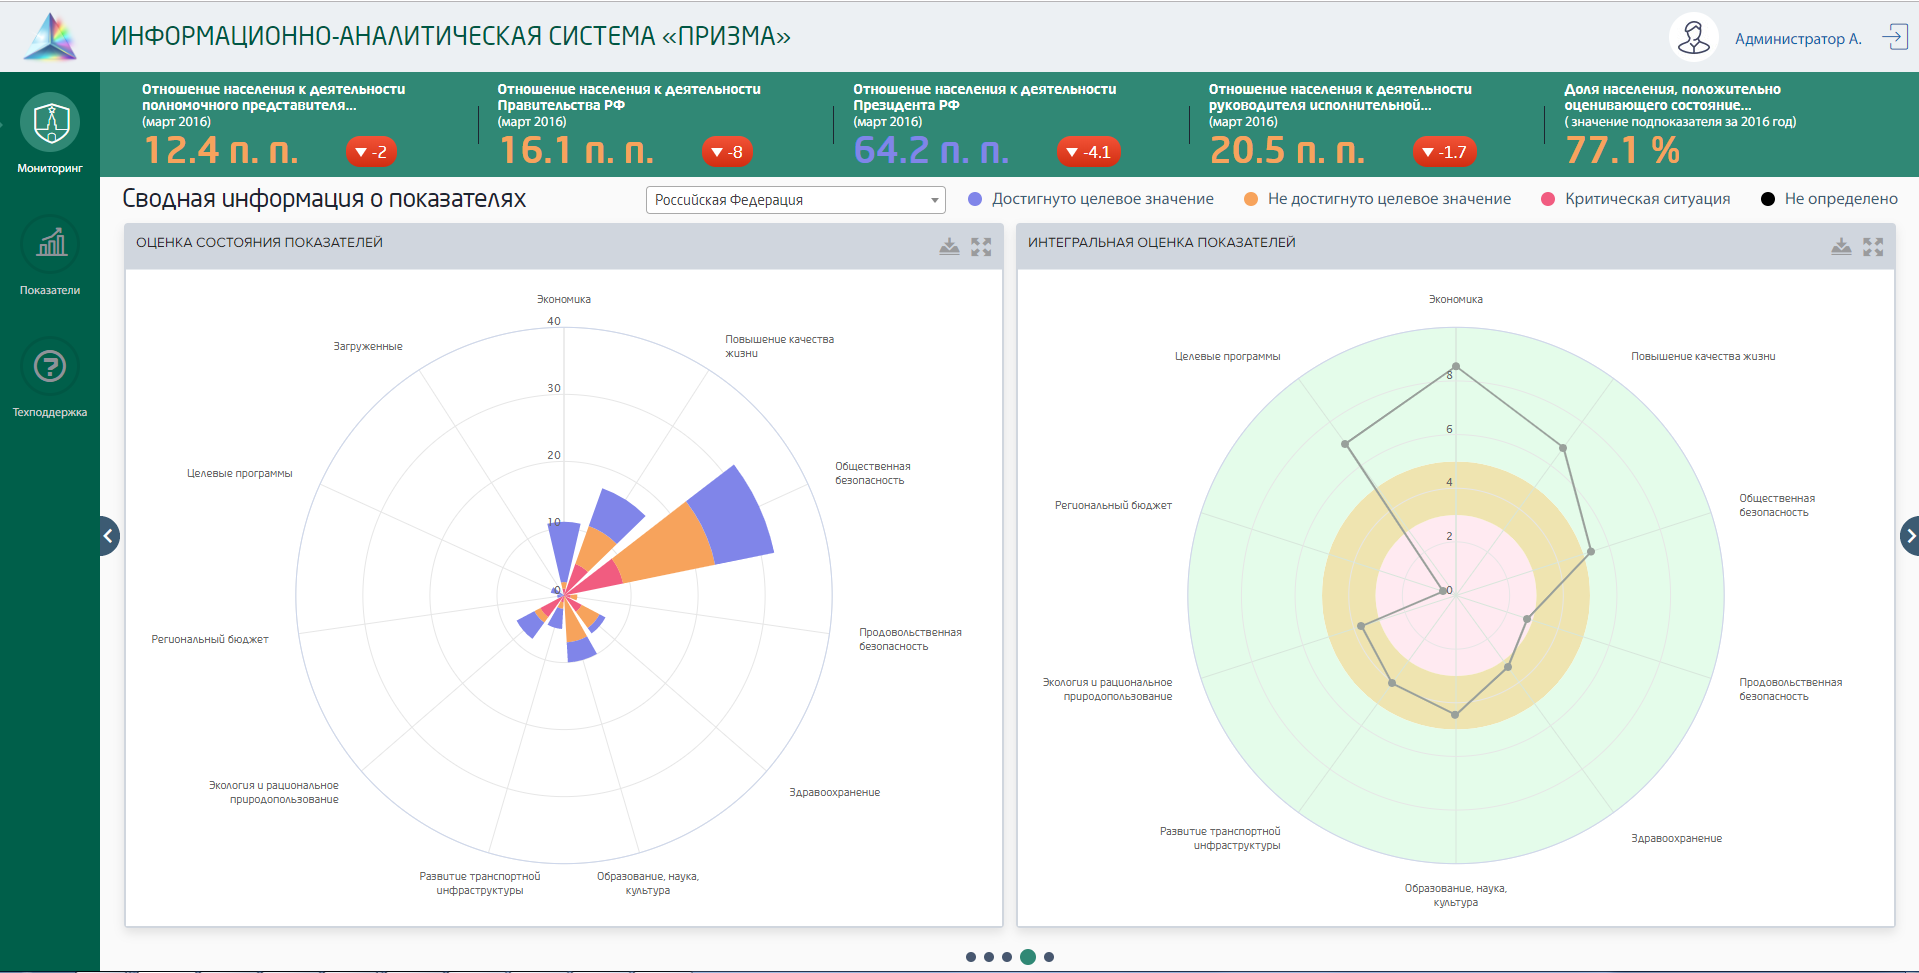 ИНФОРМАЦИОННО-АНАЛИТИЧЕСКАЯ СИСТЕМА «ПРИЗМА»
Администратор А.
Мониторинг
Показатели
Техподдержка
Отношение населения к деятельности
полномочного представителя...
(март 2016)
12.4 п. п.
-2
Отношение населения к деятельности
Правительства РФ
(март 2016)
16.1 п. п.
-8
Отношение населения к деятельности
Президента РФ
(март 2016)
64.2 п. п.
-4.1
Отношение населения к деятельности
руководителя исполнительной...
(март 2016)
20.5 п. п.
-1.7
Доля населения, положительно
оценивающего состояние...
( значение подпоказателя за 2016 год)
77.1 %
Сводная информация о показателях
Российская Федерация
Достигнуто целевое значение
Не достигнуто целевое значение
Критическая ситуация
Не определено
ОЦЕНКА СОСТОЯНИЯ ПОКАЗАТЕЛЕЙ
Экономика
Повышение качества
жизни
Общественная
безопасность
Продовольственная
безопасность
Здравоохранение
Образование, наука,
культура
Развитие транспортной
инфраструктуры
Экология и рациональное
природопользование
Региональный бюджет
Целевые программы
Загруженные
40
30
20
10
0
ИНТЕГРАЛЬНАЯ ОЦЕНКА ПОКАЗАТЕЛЕЙ
Экономика
Повышение качества жизни
Общественная
безопасность
Продовольственная
безопасность
Здравоохранение
Образование, наука,
культура
Развитие транспортной
инфраструктуры
Экология и рациональное
природопользование
Региональный бюджет
Целевые программы
8
6
4
2
0